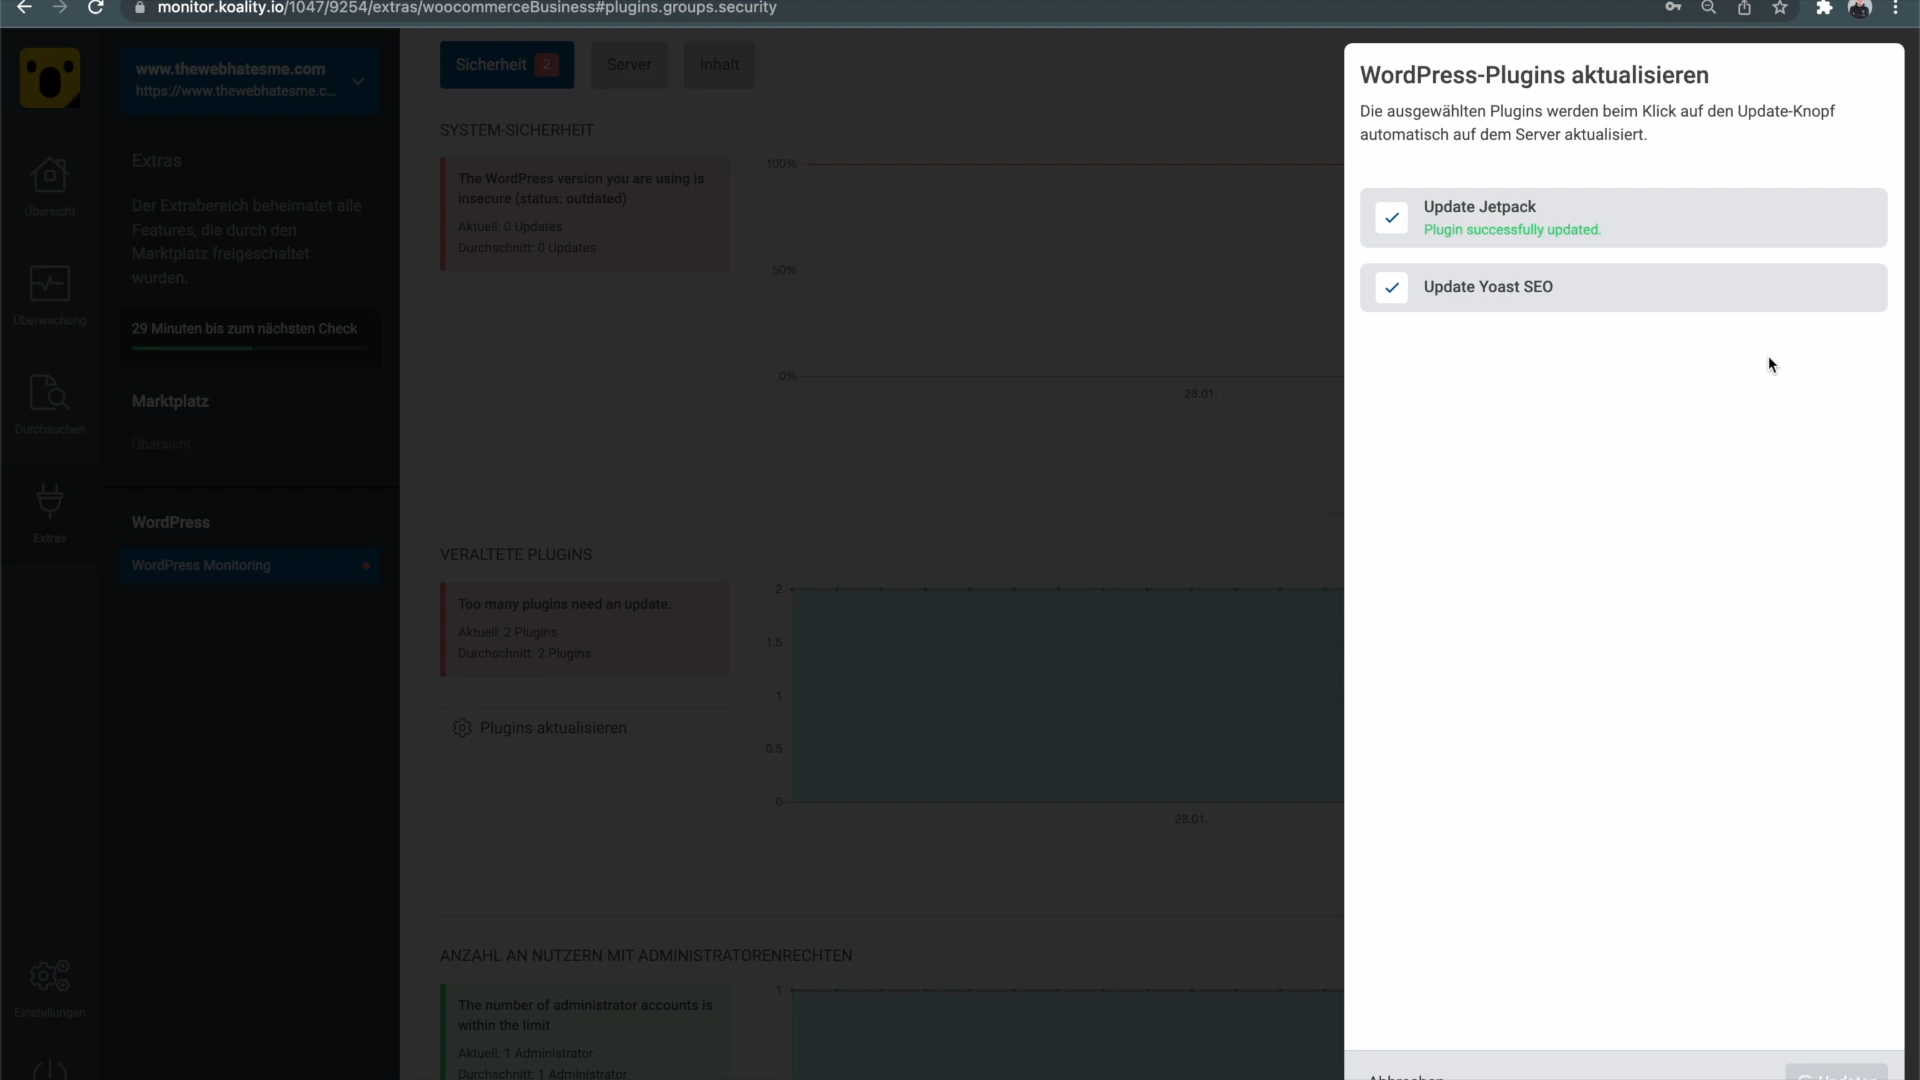 monitor.koality.io/1047/9254/extras/woocommerceBusiness#plugins.groups.security
www.thewebhatesme.com
https://www.thewebhatesme.c...
Übersicht
Überwachung
Durchsuchen
Extras
Einstellungen
Extras
Der Extrabereich beheimatet alle
Features, die durch den
Marktplatz freigeschaltet
wurden.
29 Minuten bis zum nächsten Check
Marktplatz
Übersicht
WordPress
WordPress Monitoring
Sicherheit 2
Server
Inhalt
SYSTEM-SICHERHEIT
The WordPress version you are using is
insecure (status: outdated)
Aktuell: 0 Updates
Durchschnitt: 0 Updates
100%
50%
0%
28.01.
VERALTETE PLUGINS
Too many plugins need an update.
Aktuell: 2 Plugins
Durchschnitt: 2 Plugins
Plugins aktualisieren
2
1.5
1
0.5
0
28.01.
ANZAHL AN NUTZERN MIT ADMINISTRATORENRECHTEN
The number of administrator accounts is
within the limit
Aktuell: 1 Administrator
Durchschnitt: 1 Administrator
1
WordPress-Plugins aktualisieren
Die ausgewählten Plugins werden beim Klick auf den Update-Knopf
automatisch auf dem Server aktualisiert.
Update Jetpack
Plugin successfully updated.
Update Yoast SEO